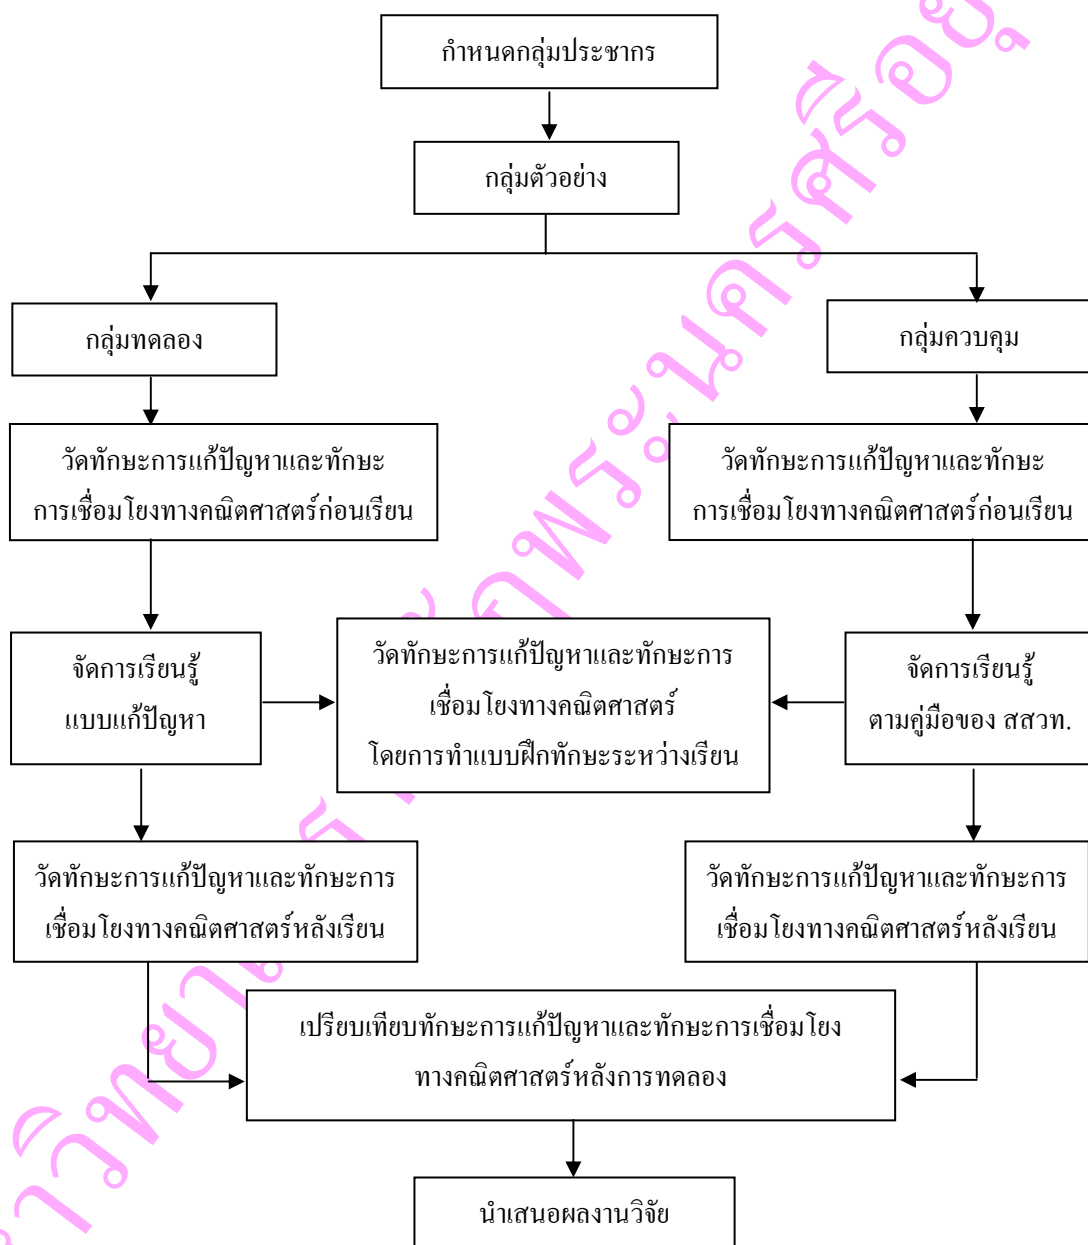 กำหนดกลุ่มประชากร
กลุ่มตัวอย่าง
กลุ่มทดลอง
กลุ่มควบคุม
วัดทักษะการแก้ปัญหาและทักษะ
การเชื่อมโยงทางคณิตศาสตร์ก่อนเรียน
วัดทักษะการแก้ปัญหาและทักษะ
การเชื่อมโยงทางคณิตศาสตร์ก่อนเรียน
จัดการเรียนรู้
แบบแก้ปัญหา
วัดทักษะการแก้ปัญหาและทักษะการ
เชื่อมโยงทางคณิตศาสตร์
โดยการทำแบบฝึกทักษะระหว่างเรียน
จัดการเรียนรู้
ตามคู่มือของ สสวท.
วัดทักษะการแก้ปัญหาและทักษะการ
เชื่อมโยงทางคณิตศาสตร์หลังเรียน
วัดทักษะการแก้ปัญหาและทักษะการ
เชื่อมโยงทางคณิตศาสตร์หลังเรียน
เปรียบเทียบทักษะการแก้ปัญหาและทักษะการเชื่อมโยง
ทางคณิตศาสตร์หลังการทดลอง
นำเสนอผลงานวิจัย